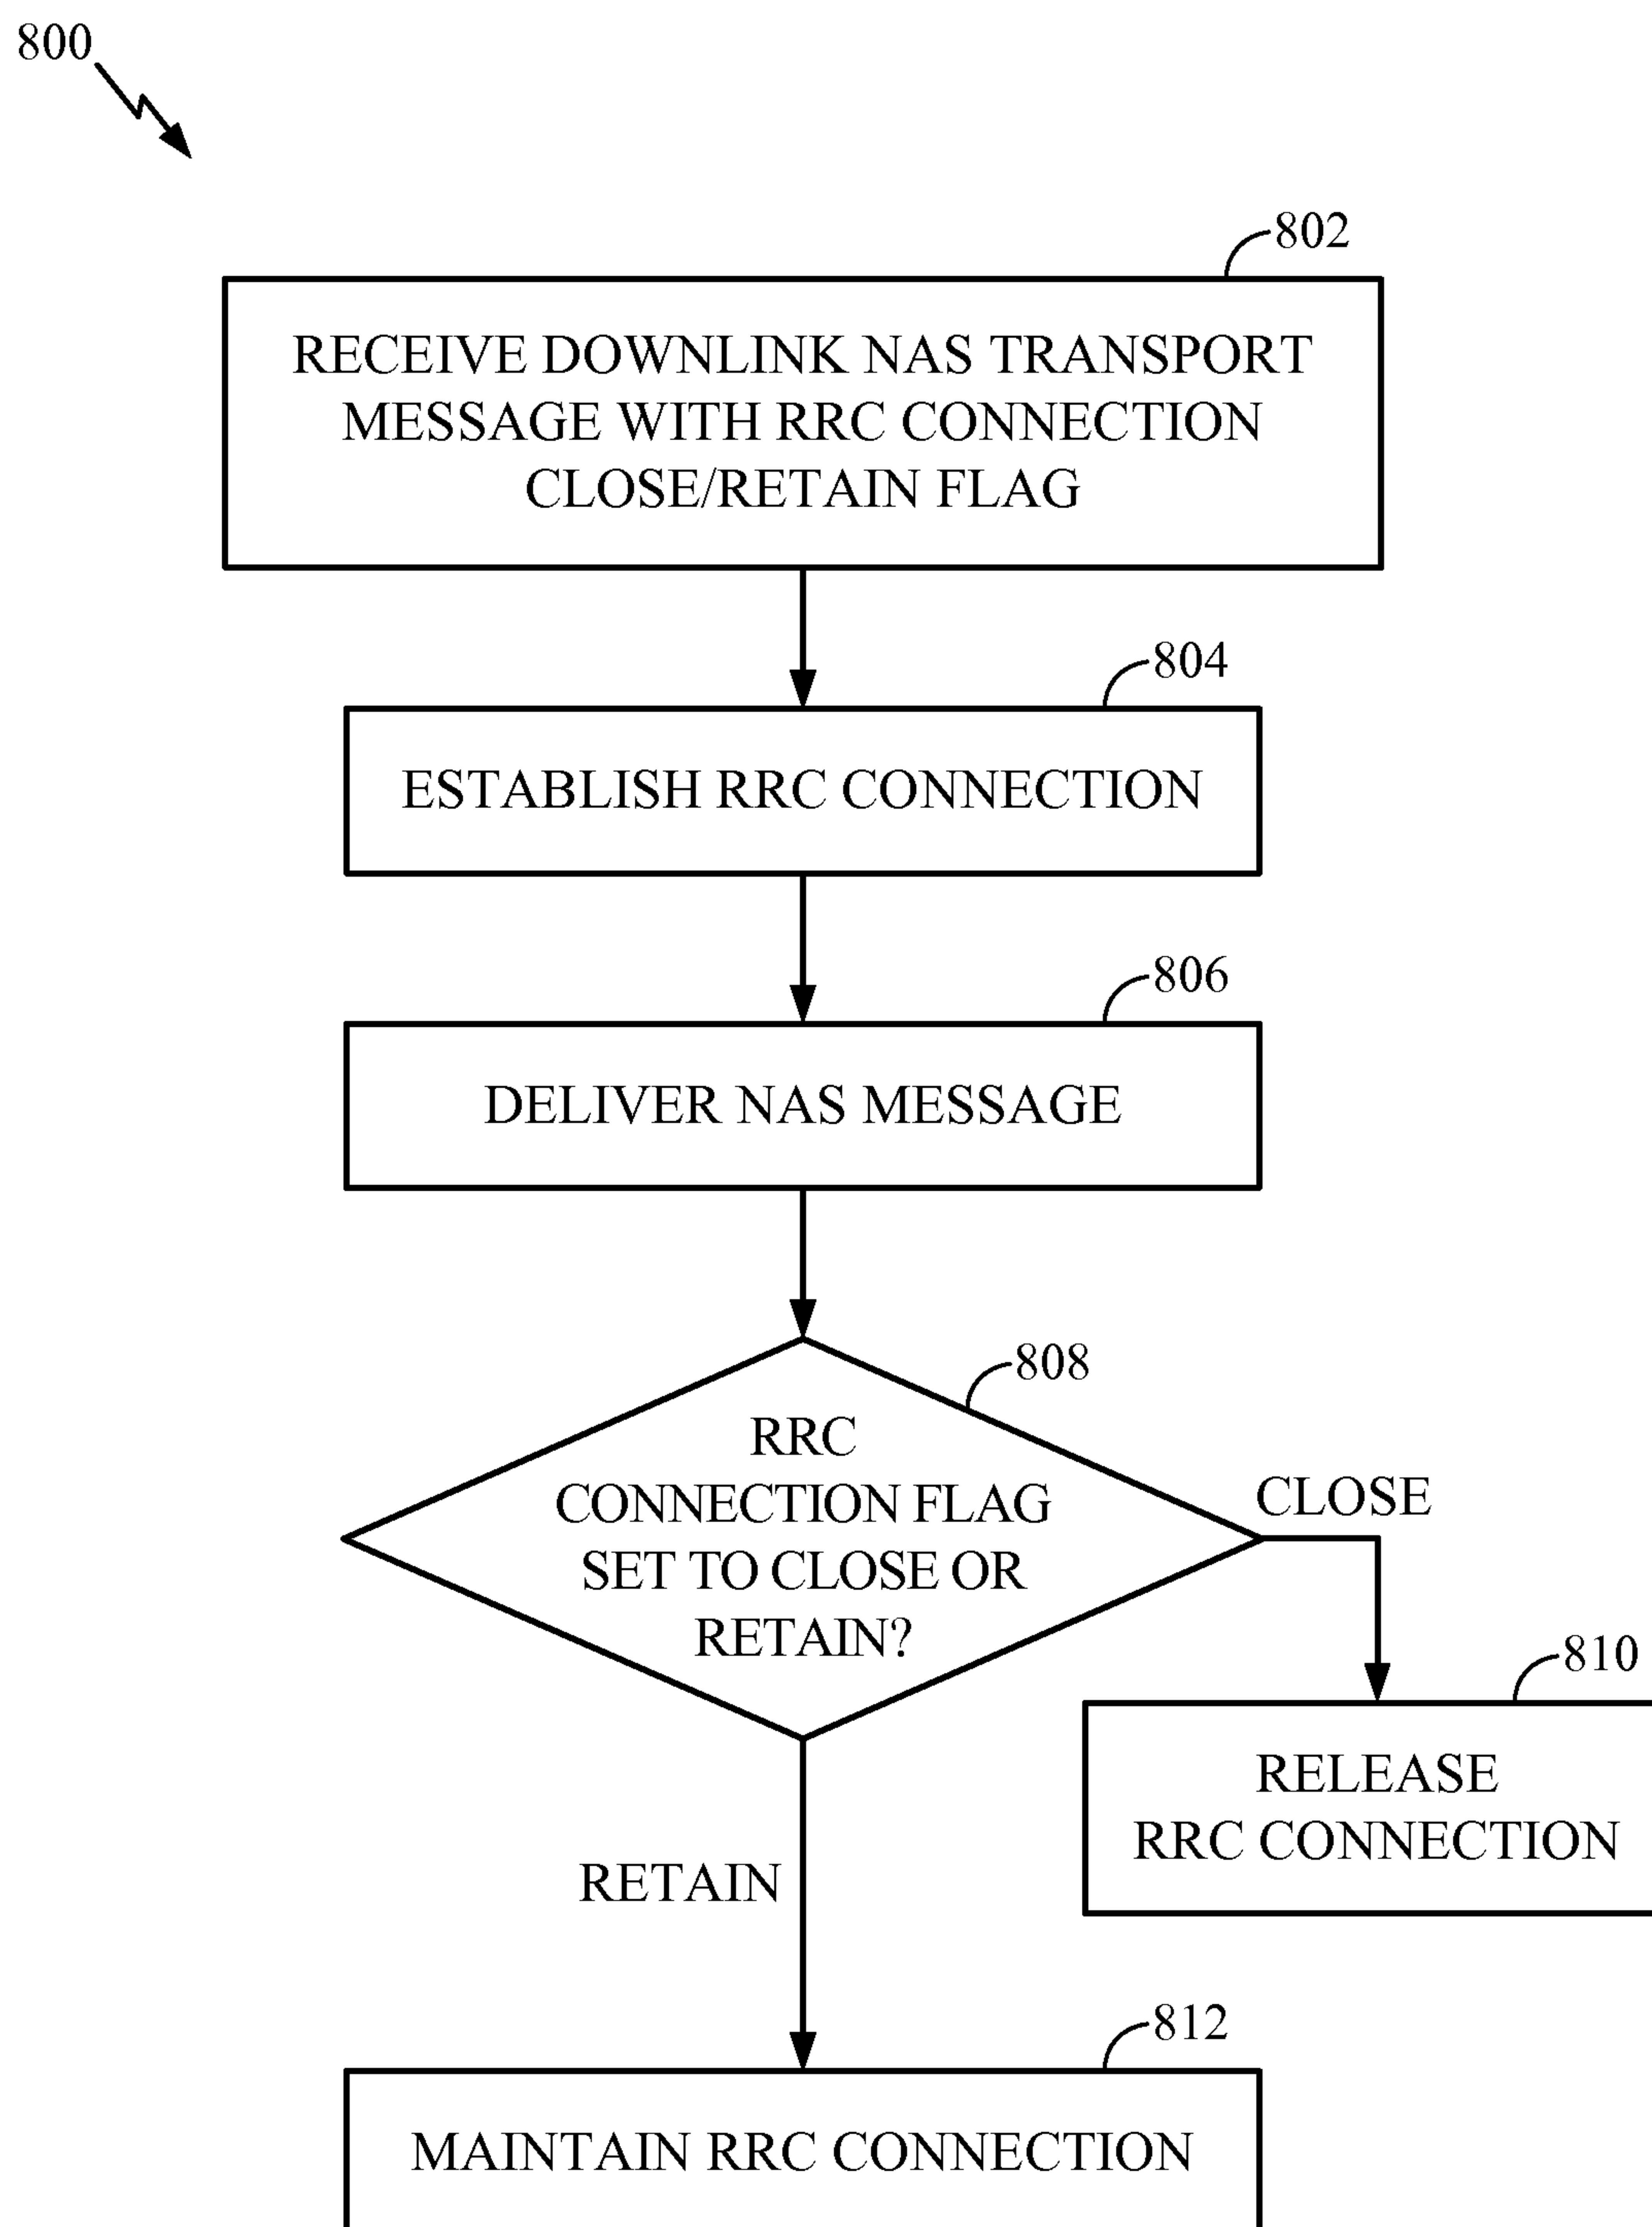 800
802
RECEIVE DOWNLINK NAS TRANSPORT
MESSAGE WITH RRC CONNECTION
CLOSE/RETAIN FLAG
804
ESTABLISH RRC CONNECTION
806
DELIVER NAS MESSAGE
808
RRC
CONNECTION FLAG
SET TO CLOSE OR
RETAIN?
CLOSE
810
RELEASE
RRC CONNECTION
RETAIN
812
MAINTAIN RRC CONNECTION